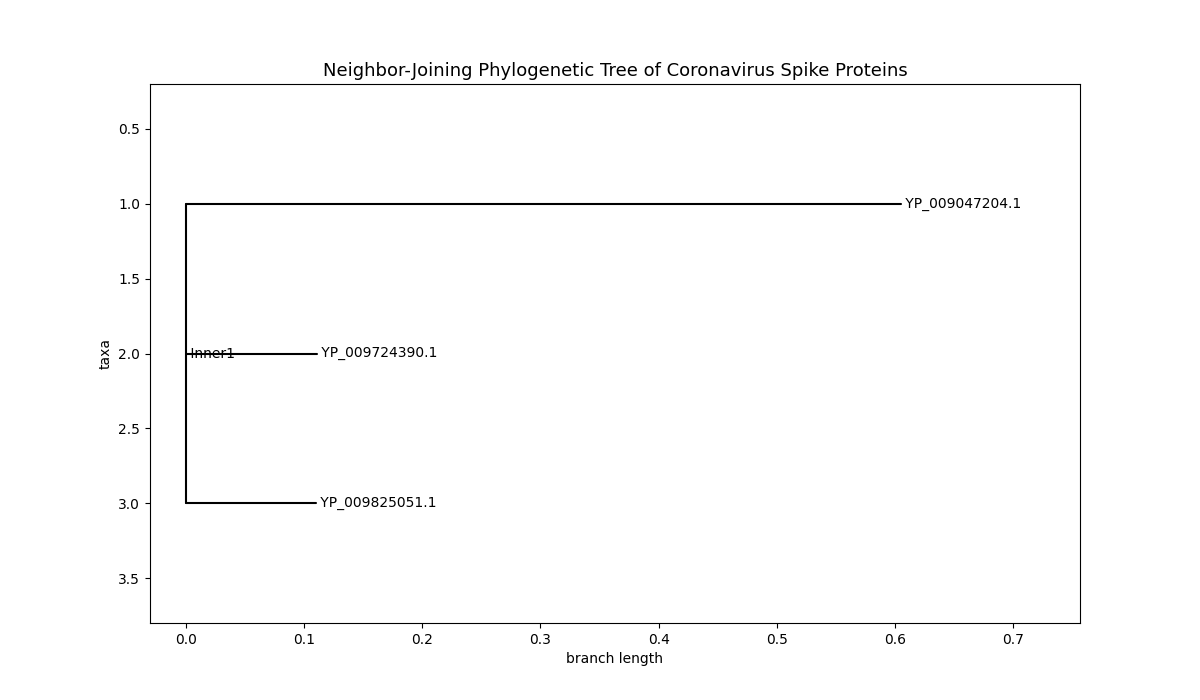 Neighbor-Joining Phylogenetic Tree of Coronavirus Spike Proteins
0.5
1.0
YP_009047204.1
1.5
taxa
2.0
Inner1
YP_009724390.1
2.5
3.0
YP_009825051.1
3.5
0.0 0.1 0.2 0.3 0.4 0.5 0.6 0.7
branch length